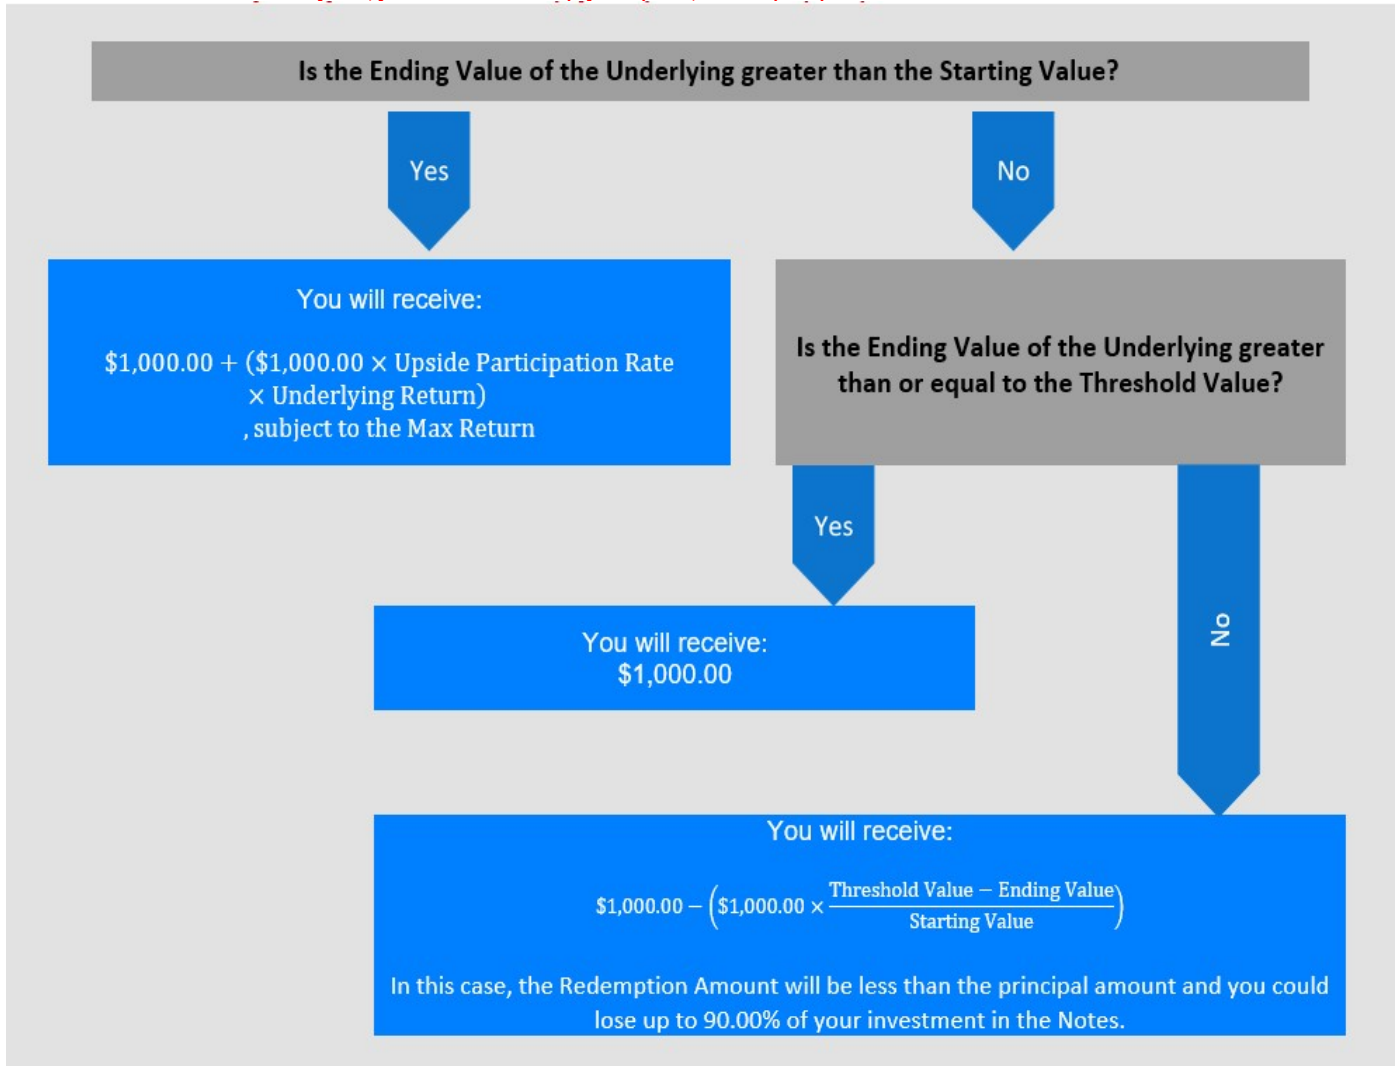 Is the Ending Value of the Underlying greater than the Starting Value?
Yes
No
You will receive:
$1,000.00 + ($1,000.00 × Upside Participation Rate
× Underlying Return)
, subject to the Max Return
Is the Ending Value of the Underlying greater
than or equal to the Threshold Value?
Yes
No
You will receive:
$1,000.00
You will receive:
$1,000.00 − ($1,000.00 × Threshold Value − Ending Value
Starting Value)
In this case, the Redemption Amount will be less than the principal amount and you could
lose up to 90.00% of your investment in the Notes.